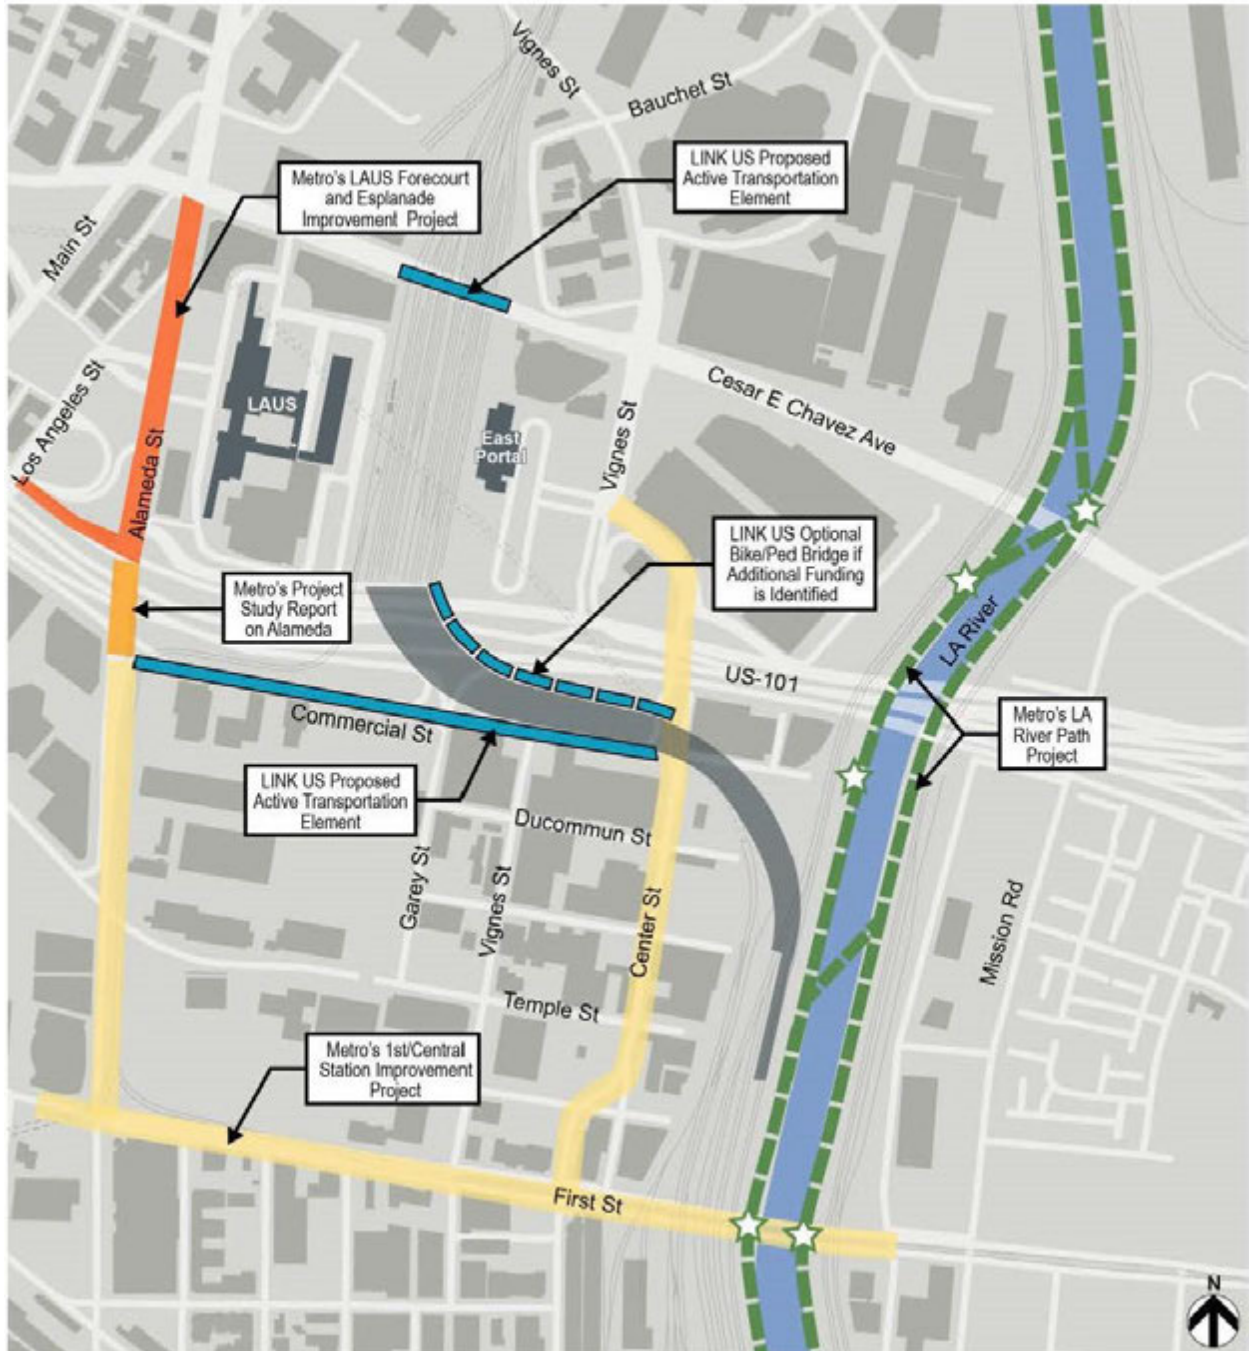 Vignes St
Bauchet St
Metro's LAUS Forecourt
and Esplanade
Improvement Project
LINK US Proposed
Active Transportation
Element
Main St
Los Angeles St
Alameda St
LAUS
East
Portal
Vignes St
Cesar E Chavez Ave
LINK US Optional
Bike/Ped Bridge if
Additional Funding
is Identified
Metro's Project
Study Report
on Alameda
LA River
US-101
Commercial St
Metro's LA
River Path
Project
LINK US Proposed
Active Transportation
Element
Ducommun St
Garey St
Vignes St
Center St
Mission Rd
Temple St
Metro's 1st/Central
Station Improvement
Project
First St
N